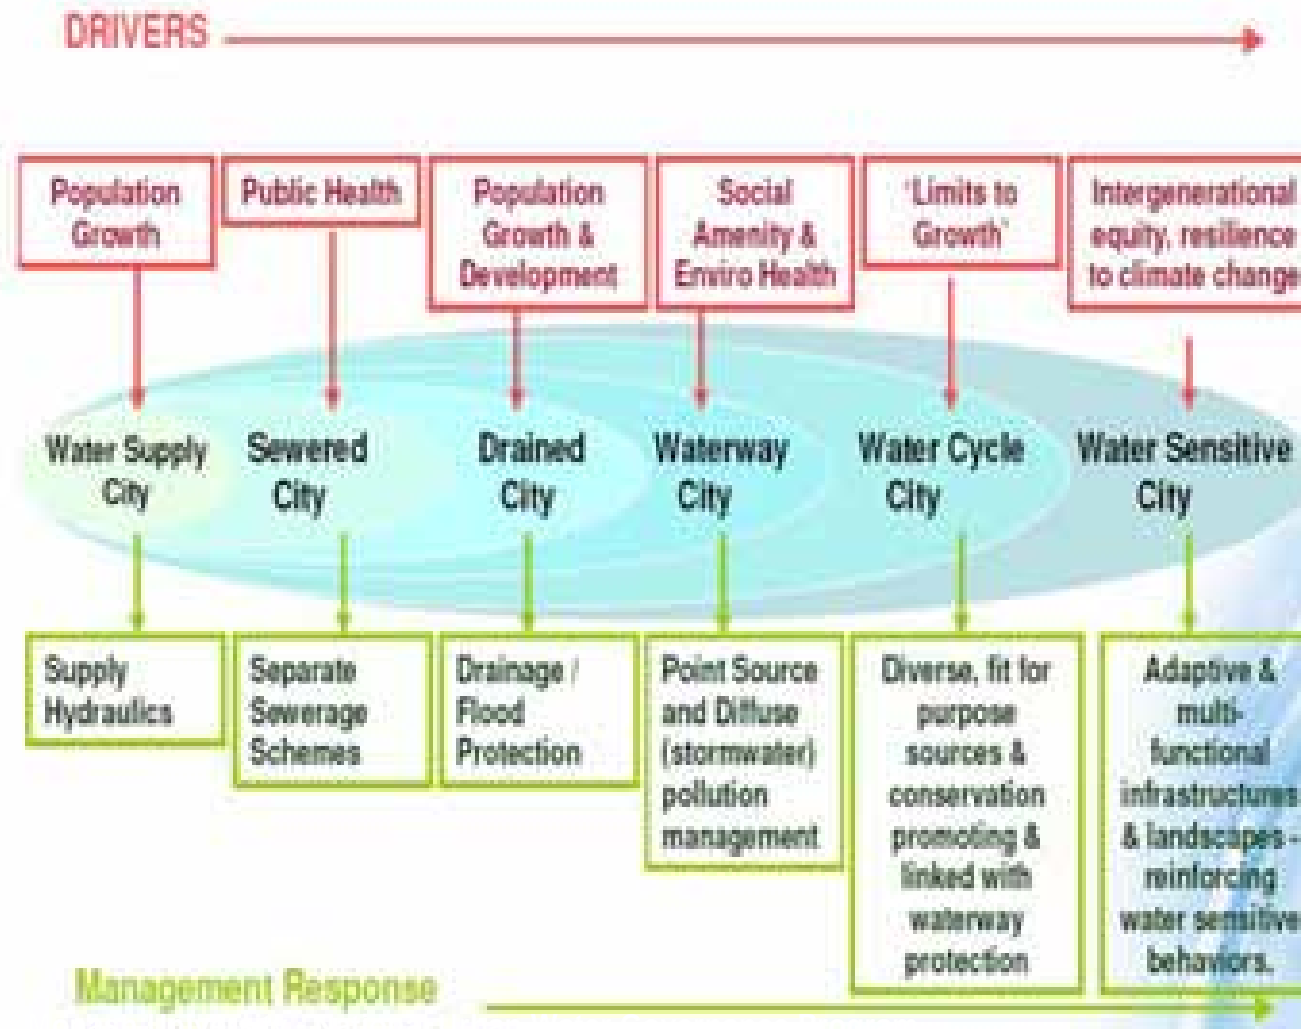 DRIVERS
Population
Growth
Public Health
Population
Growth &
Development
Social
Amenity &
Enviro Health
'Limits to
Growth'
Intergenerational
equity, resilience
to climate change
Water Supply
City
Sewered
City
Drained
City
Waterway
City
Water Cycle
City
Water Sensitive
City
Supply
Hydraulics
Separate
Sewerage
Schemes
Drainage /
Flood
Protection
Point Source
and Diffuse
(stormwater)
pollution
management
Diverse, fit for
purpose
sources &
conservation
promoting &
linked with
waterway
protection
Adaptive &
multi-
functional
infrastructures
& landscapes -
reinforcing
water sensitive
behaviors.
Management Response